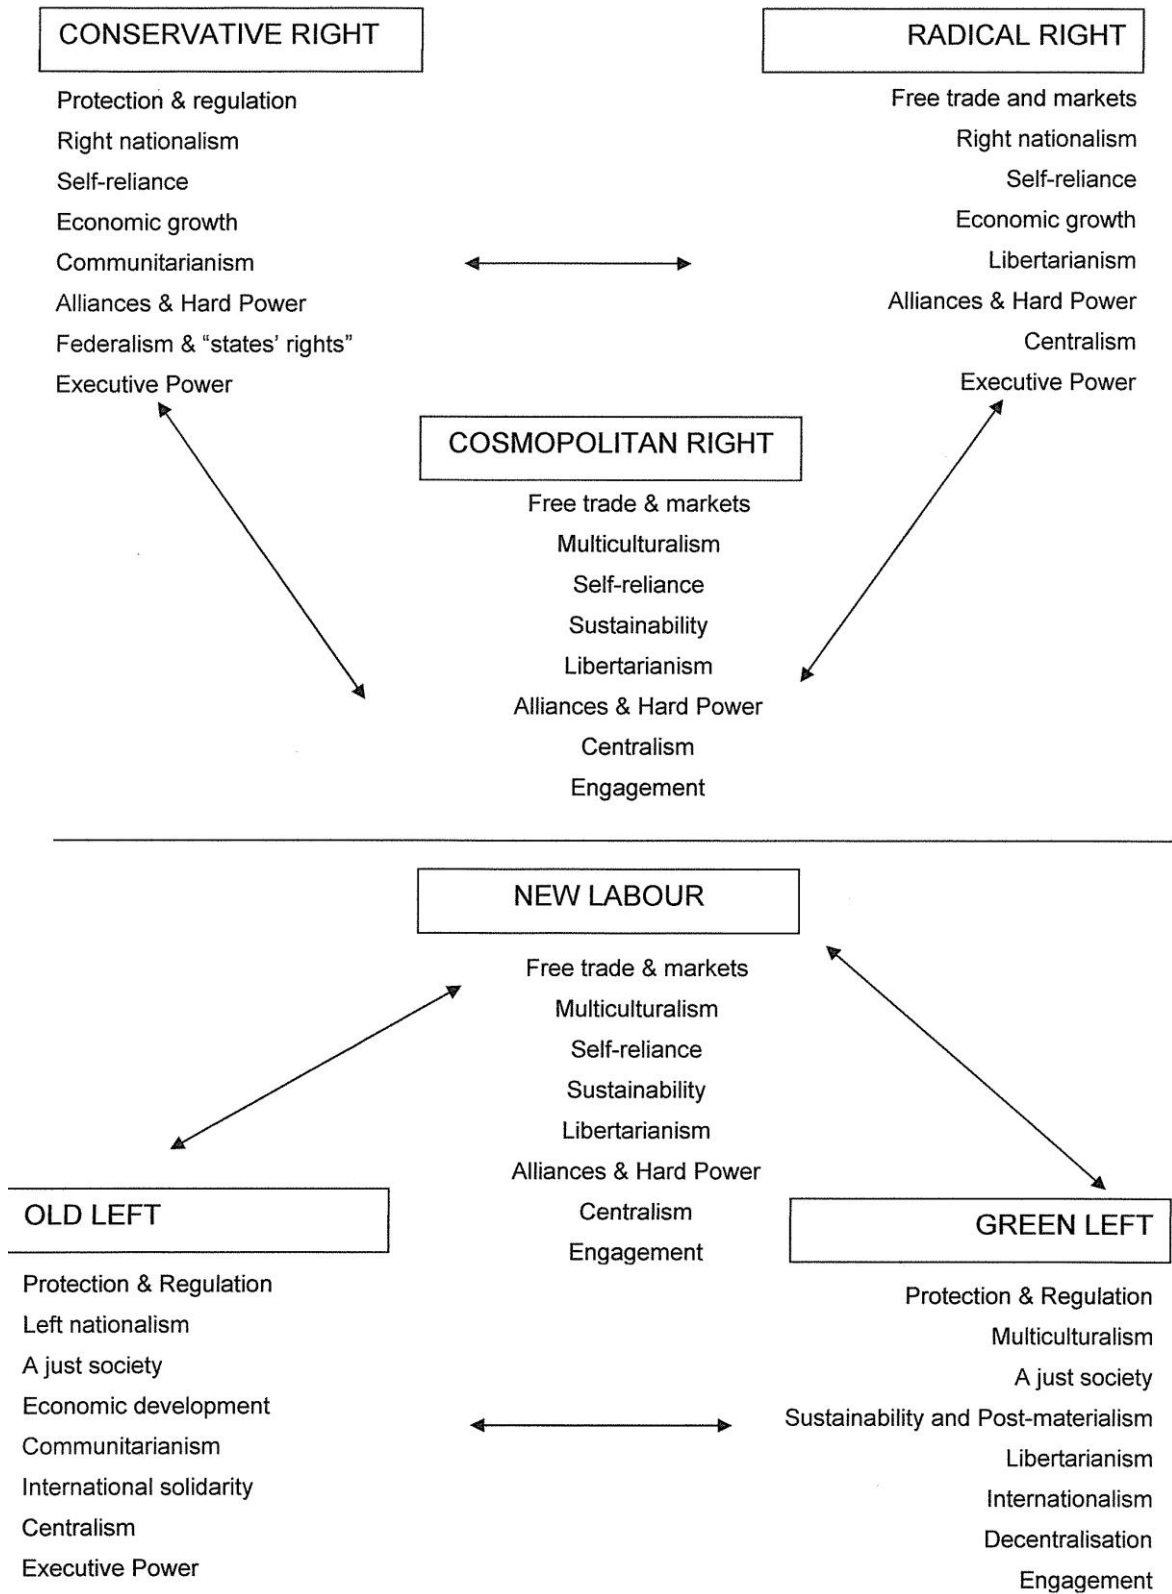 CONSERVATIVE RIGHT
Protection & regulation
Right nationalism
Self-reliance
Economic growth
Communitarianism
Alliances & Hard Power
Federalism & “states’ rights”
Executive Power
RADICAL RIGHT
Free trade and markets
Right nationalism
Self-reliance
Economic growth
Libertarianism
Alliances & Hard Power
Centralism
Executive Power
COSMOPOLITAN RIGHT
Free trade & markets
Multiculturalism
Self-reliance
Sustainability
Libertarianism
Alliances & Hard Power
Centralism
Engagement
NEW LABOUR
Free trade & markets
Multiculturalism
Self-reliance
Sustainability
Libertarianism
Alliances & Hard Power
Centralism
Engagement
OLD LEFT
Protection & Regulation
Left nationalism
A just society
Economic development
Communitarianism
International solidarity
Centralism
Executive Power
GREEN LEFT
Protection & Regulation
Multiculturalism
A just society
Sustainability and Post-materialism
Libertarianism
Internationalism
Decentralisation
Engagement